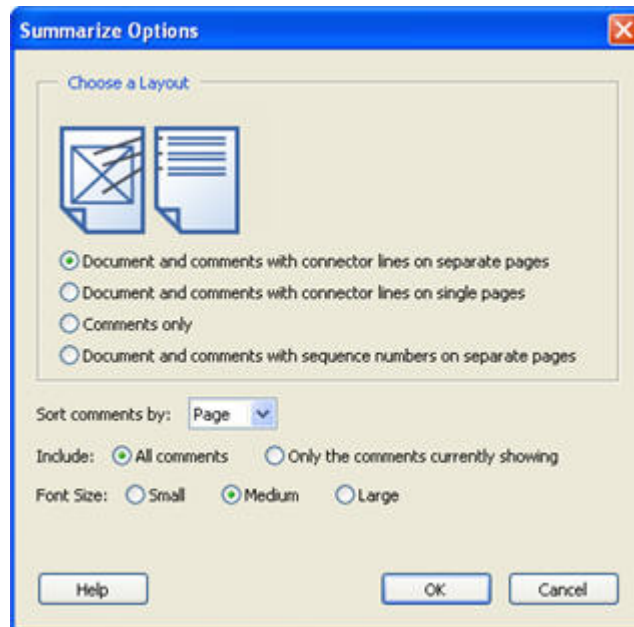 Summarize Options
Choose a Layout
Document and comments with connector lines on separate pages
Document and comments with connector lines on single pages
Comments only
Document and comments with sequence numbers on separate pages
Sort comments by: Page
Include: All comments Only the comments currently showing
Font Size: Small Medium Large
Help OK Cancel